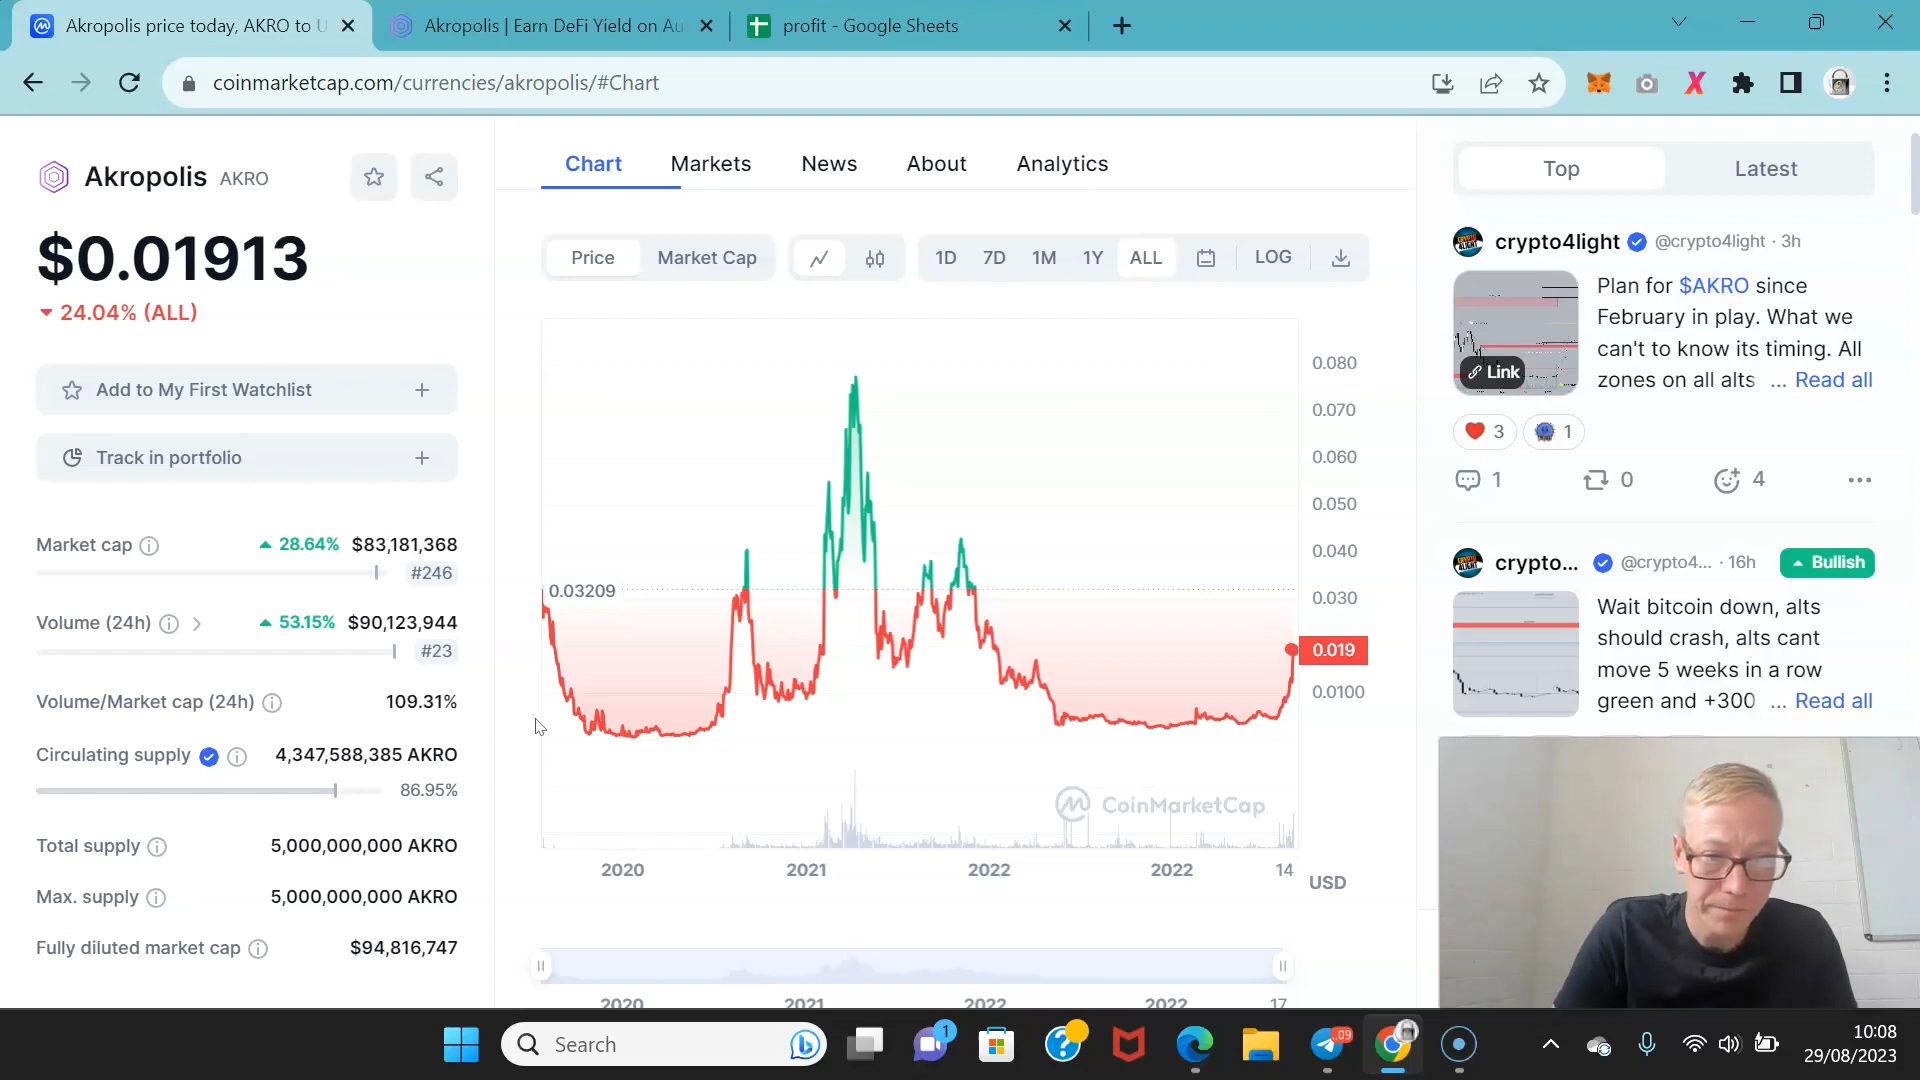 Akropolis price today, AKRO to U
Akropolis | Earn DeFi Yield on Au
profit - Google Sheets
coinmarketcap.com/currencies/akropolis/#Chart
Akropolis AKRO
$0.01913
24.04% (ALL)
Add to My First Watchlist
Track in portfolio
Market cap 28.64% $83,181,368
#246
Volume (24h) 53.15% $90,123,944
#23
Volume/Market cap (24h) 109.31%
Circulating supply 4,347,588,385 AKRO
86.95%
Total supply 5,000,000,000 AKRO
Max. supply 5,000,000,000 AKRO
Fully diluted market cap $94,816,747
Chart Markets News About Analytics
Price Market Cap 1D 7D 1M 1Y ALL LOG
0.080
0.070
0.060
0.050
0.040
0.03209
0.030
0.019
0.0100
CoinMarketCap
2020 2021 2022 2022 14
USD
2020 2021 2022 2022 17
Top Latest
crypto4light @crypto4light · 3h
Plan for $AKRO since
February in play. What we
can't to know its timing. All
zones on all alts ... Read all
Link
3 1
1 0 4
crypto... @crypto4... · 16h Bullish
Wait bitcoin down, alts
should crash, alts cant
move 5 weeks in a row
green and +300 ... Read all
Search
1
.09
10:08
29/08/2023